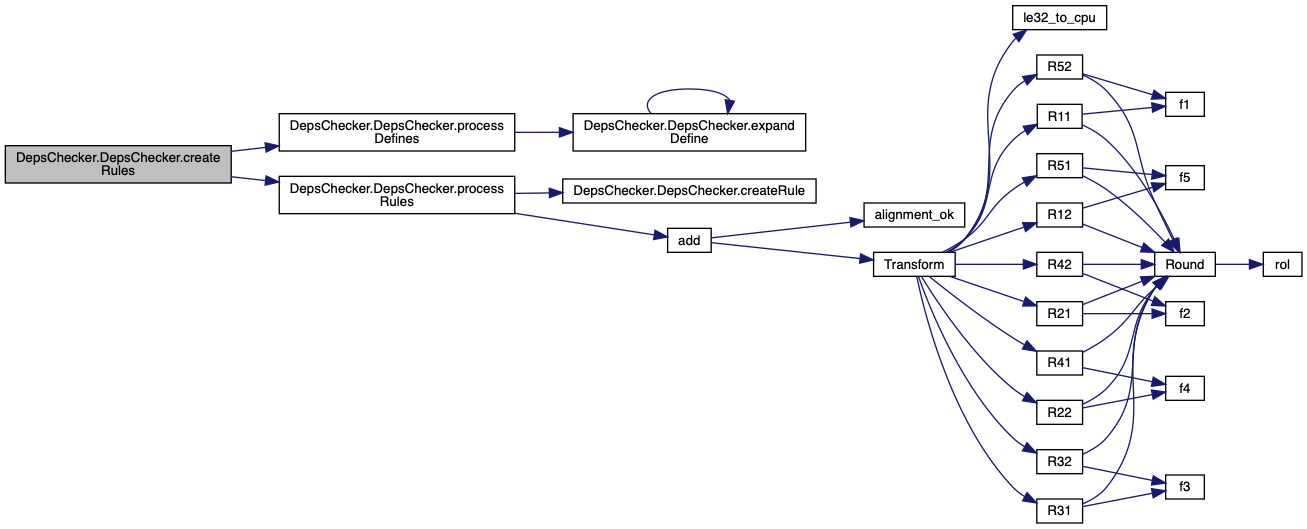 DepsChecker.DepsChecker.create
Rules
DepsChecker.DepsChecker.process
Defines
DepsChecker.DepsChecker.expand
Define
DepsChecker.DepsChecker.process
Rules
DepsChecker.DepsChecker.createRule
add
alignment_ok
Transform
le32_to_cpu
R52
R11
R51
R12
R42
R21
R41
R22
R32
R31
f1
f5
Round
f2
f4
f3
rol